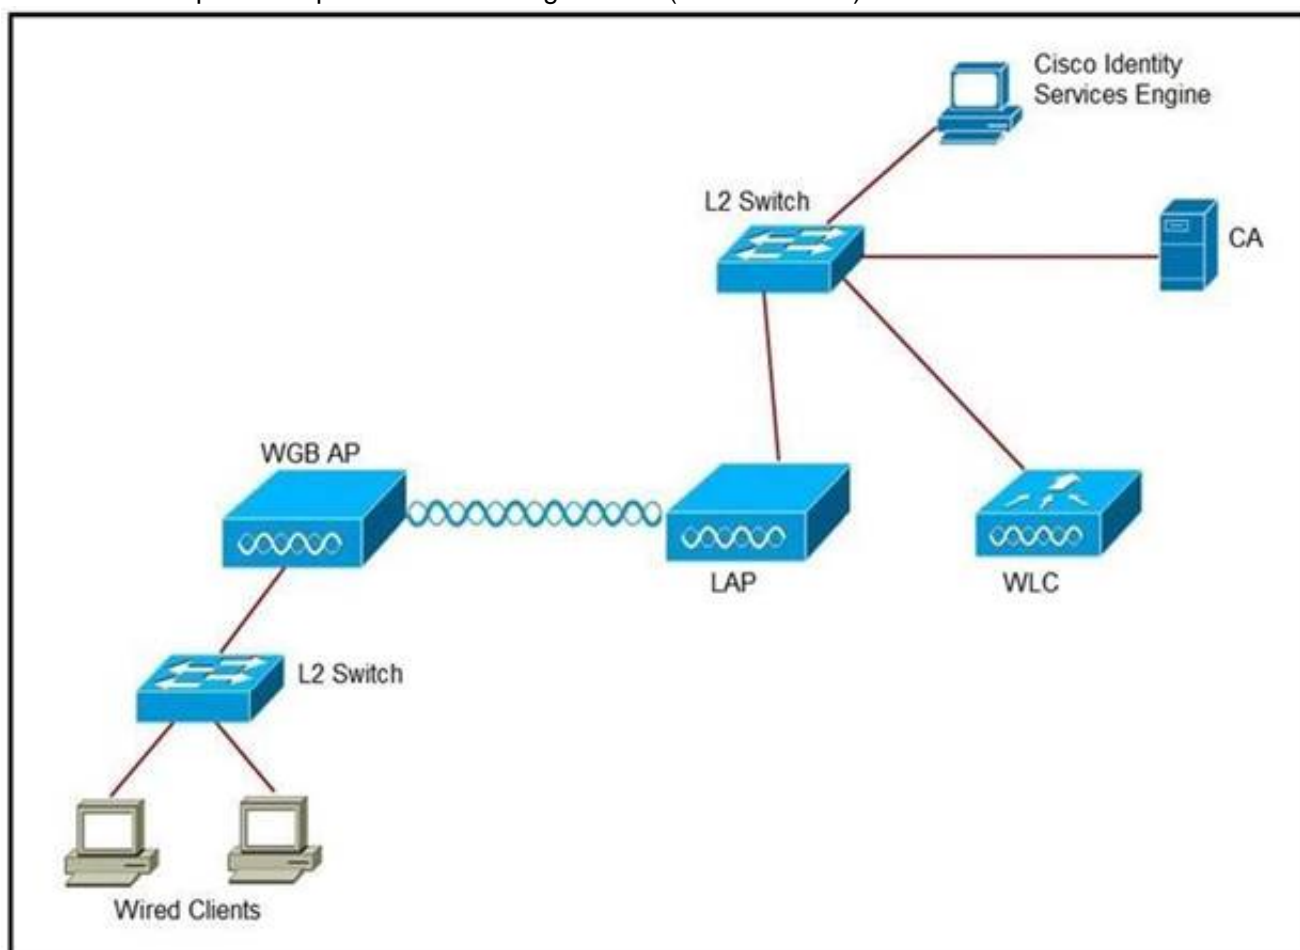 Cisco Identity
Services Engine
L2 Switch
CA
WGB AP
LAP
WLC
L2 Switch
Wired Clients